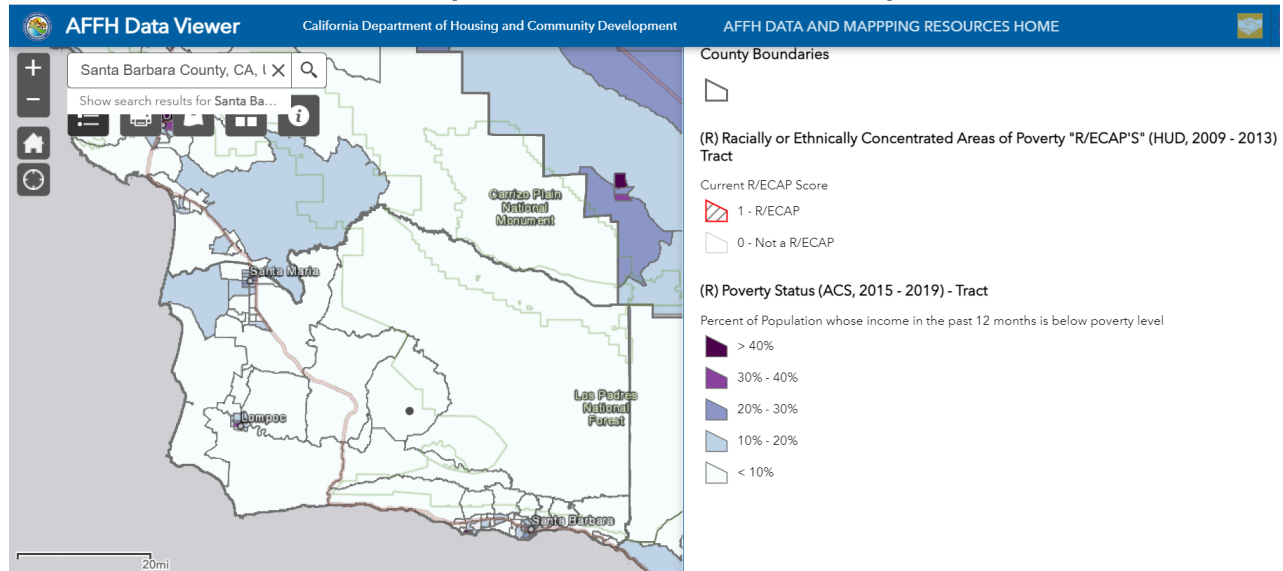 AFFH Data Viewer
California Department of Housing and Community Development
AFFH DATA AND MAPPPING RESOURCES HOME
Santa Barbara County, CA, U
Show search results for Santa Ba...
Carrizo Plain
National
Monument
Santa Maria
Los Padres
National
Forest
Lompoc
Santa Barbara
20mi
County Boundaries
(R) Racially or Ethnically Concentrated Areas of Poverty "R/ECAP'S" (HUD, 2009 - 2013)
Tract
Current R/ECAP Score
1 - R/ECAP
0 - Not a R/ECAP
(R) Poverty Status (ACS, 2015 - 2019) - Tract
Percent of Population whose income in the past 12 months is below poverty level
> 40%
30% - 40%
20% - 30%
10% - 20%
< 10%